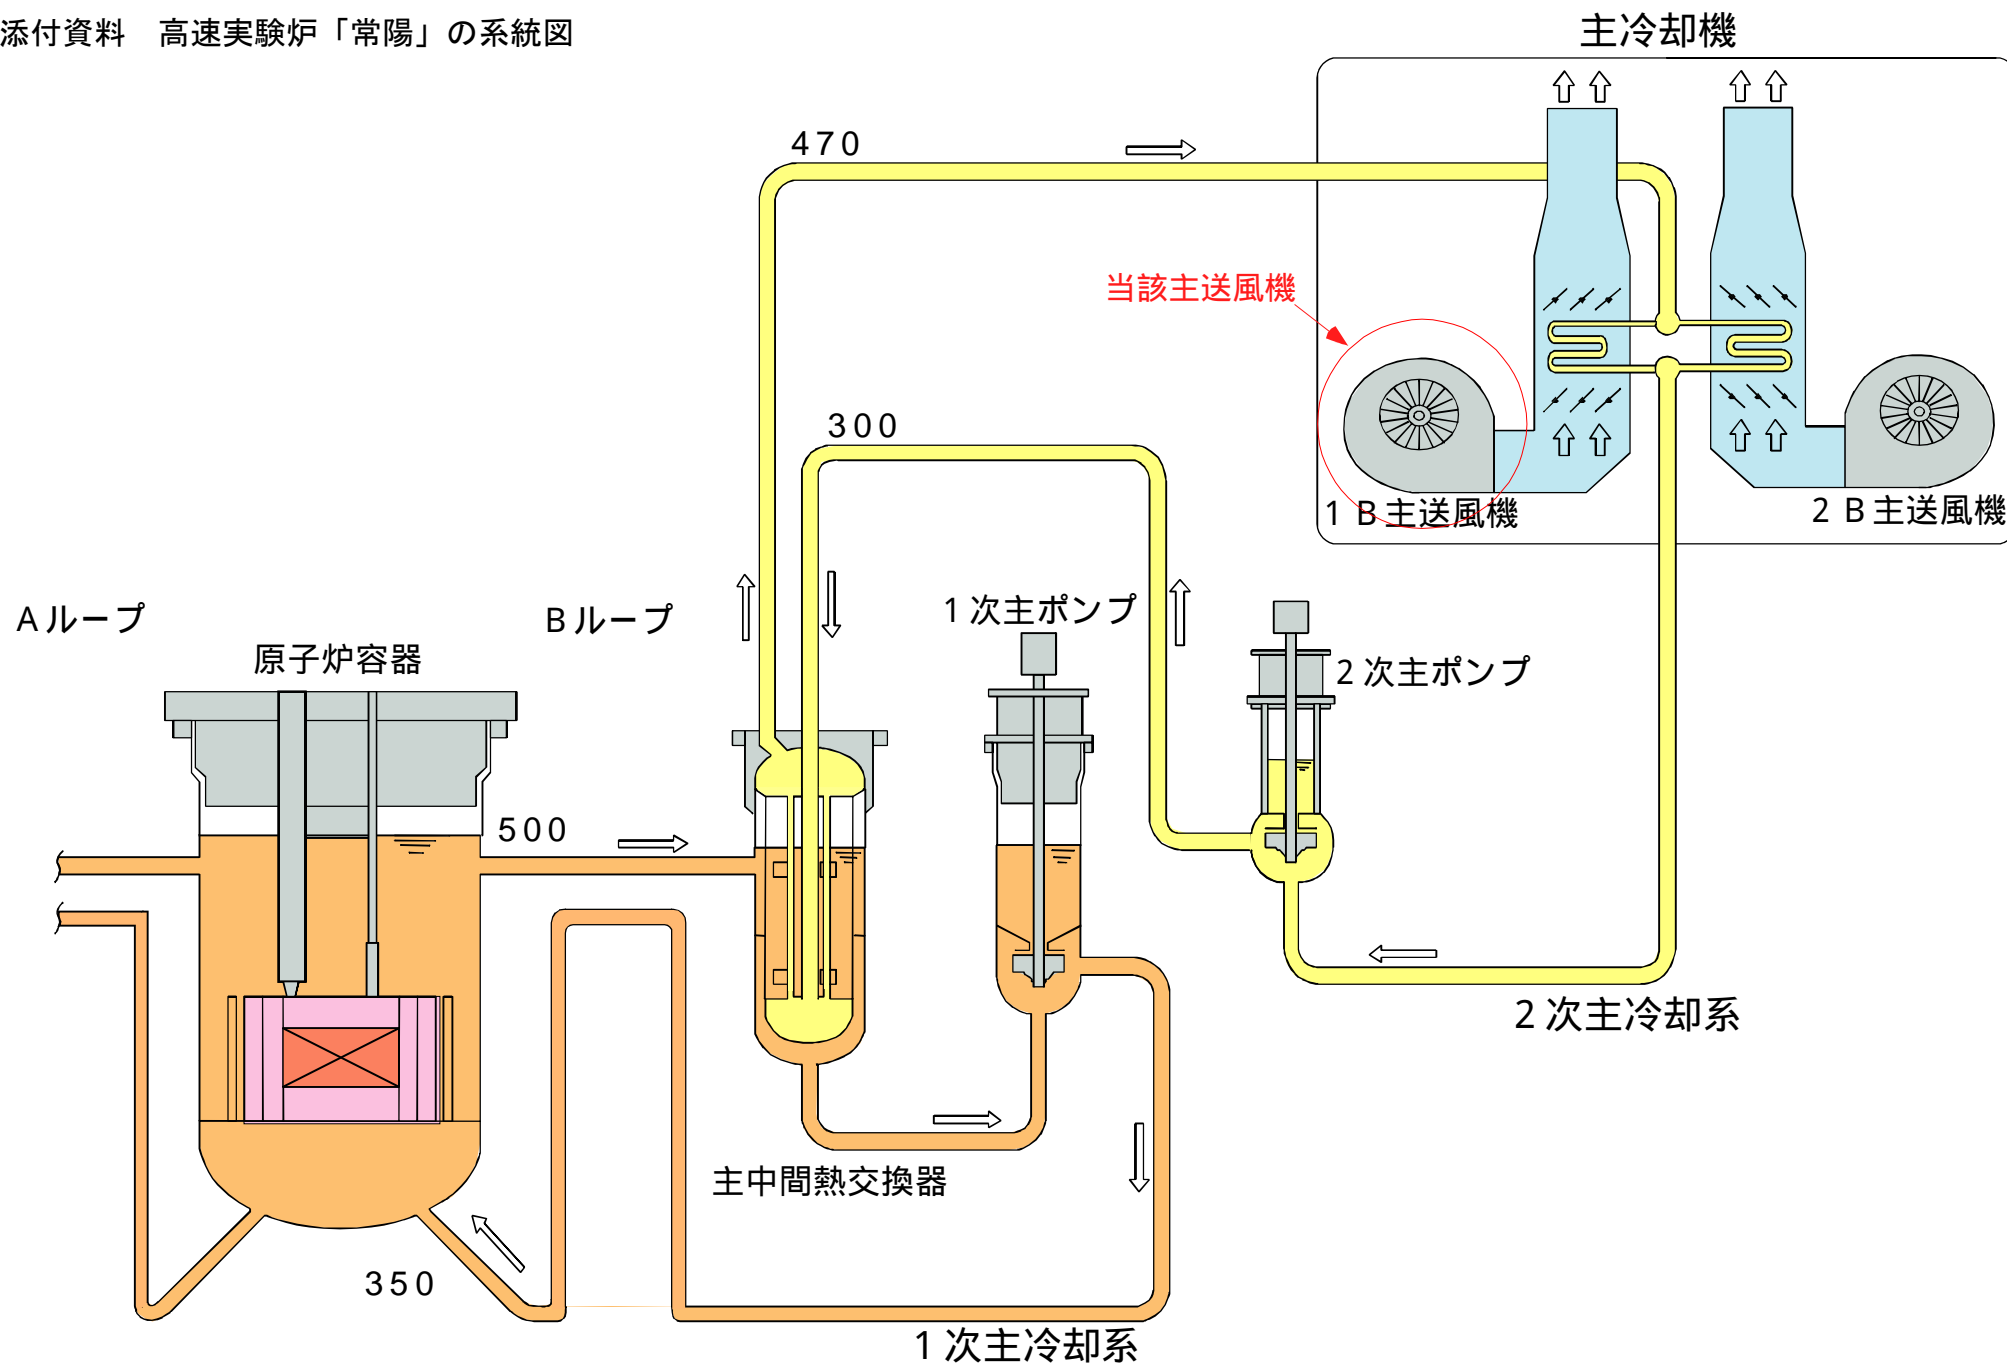 添付資料　高速実験炉「常陽」の系統図
主冷却機
470
当該主送風機
300
1 B主送風機
2 B主送風機
Aループ
Bループ
1次主ポンプ
原子炉容器
2次主ポンプ
500
2次主冷却系
主中間熱交換器
350
1次主冷却系